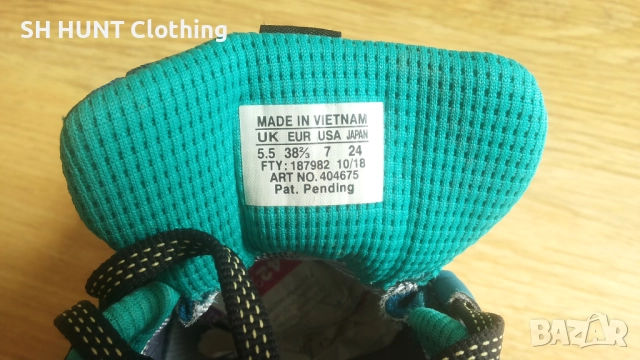 SH HUNT Clothing
MADE IN VIETNAM
UK EUR USA JAPAN
5.5 38⅔ 7 24
FTY: 187982 10/18
ART NO. 404675
Pat. Pending
BAZAR